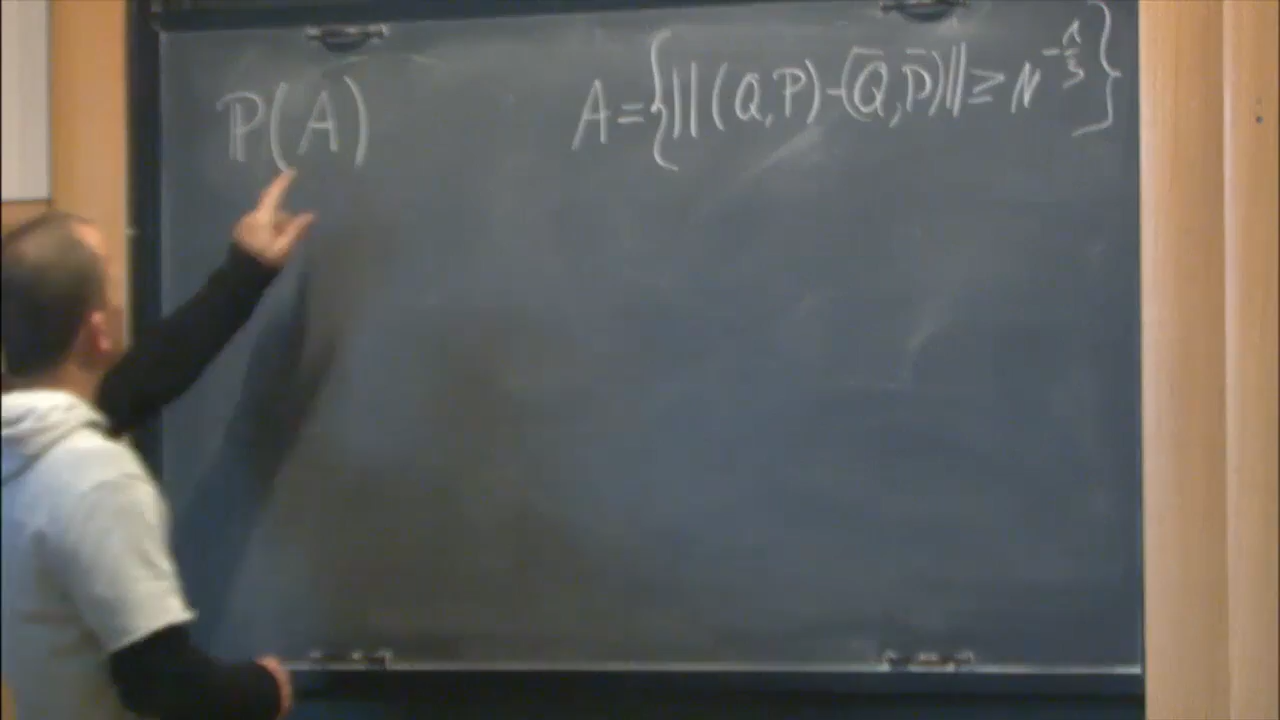 ℙ(A)    A = {||(Q,P) - (Q̄,P̄)|| ≥ N^{-1/3}}